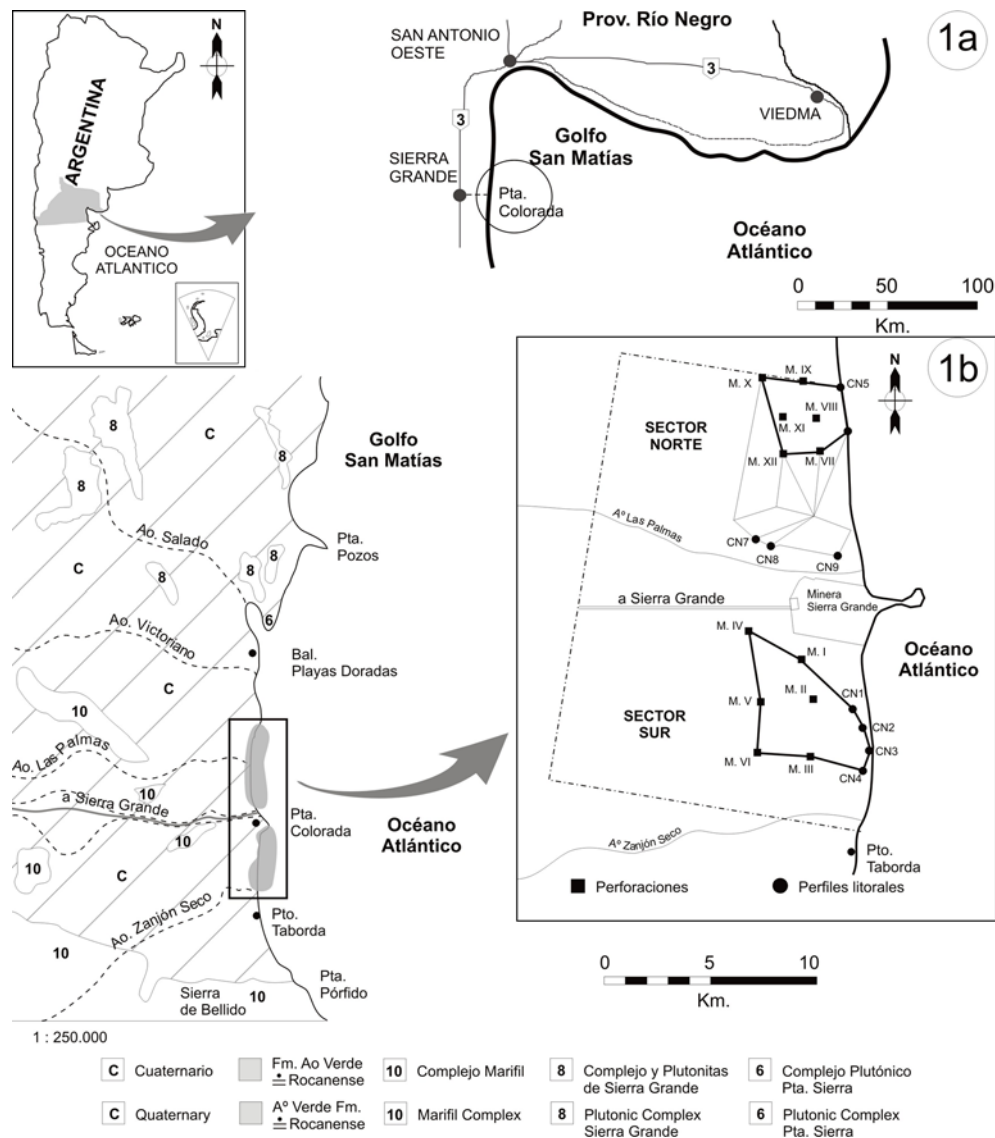 N
ARGENTINA
OCEANO
ATLANTICO
1a
Prov. Río Negro
SAN ANTONIO
OESTE
3
VIEDMA
3
Golfo
San Matías
SIERRA
GRANDE
Pta.
Colorada
Océano
Atlántico
0 50 100
Km.
8
C
Golfo
San Matías
8
8
Ao. Salado
Pta.
Pozos
8
8
C
8
6
Ao. Victoriano
Bal.
Playas Doradas
C
10
Ao. Las Palmas
10
a Sierra Grande
Pta.
Colorada
Océano
Atlántico
10
10
C
Ao. Zanjón Seco
Pto.
Taborda
10
Sierra
de Bellido
10
Pta.
Pórfido
1 : 250.000
1b
N
M. X
M. IX
CN5
M. VIII
M. XI
SECTOR
NORTE
M. XII
M. VII
Aº Las Palmas
CN7
CN8
CN9
a Sierra Grande
Minera
Sierra Grande
M. IV
M. I
Océano
Atlántico
M. II
M. V
CN1
SECTOR
SUR
CN2
CN3
M. VI
M. III
CN4
Aº Zanjón Seco
Pto.
Taborda
Perforaciones
Perfiles litorales
0 5 10
Km.
C Cuaternario
Fm. Ao Verde
Rocanense
10 Complejo Marifil
8 Complejo y Plutonitas
de Sierra Grande
6 Complejo Plutónico
Pta. Sierra
C Quaternary
Aº Verde Fm.
Rocanense
10 Marifil Complex
8 Plutonic Complex
Sierra Grande
6 Plutonic Complex
Pta. Sierra